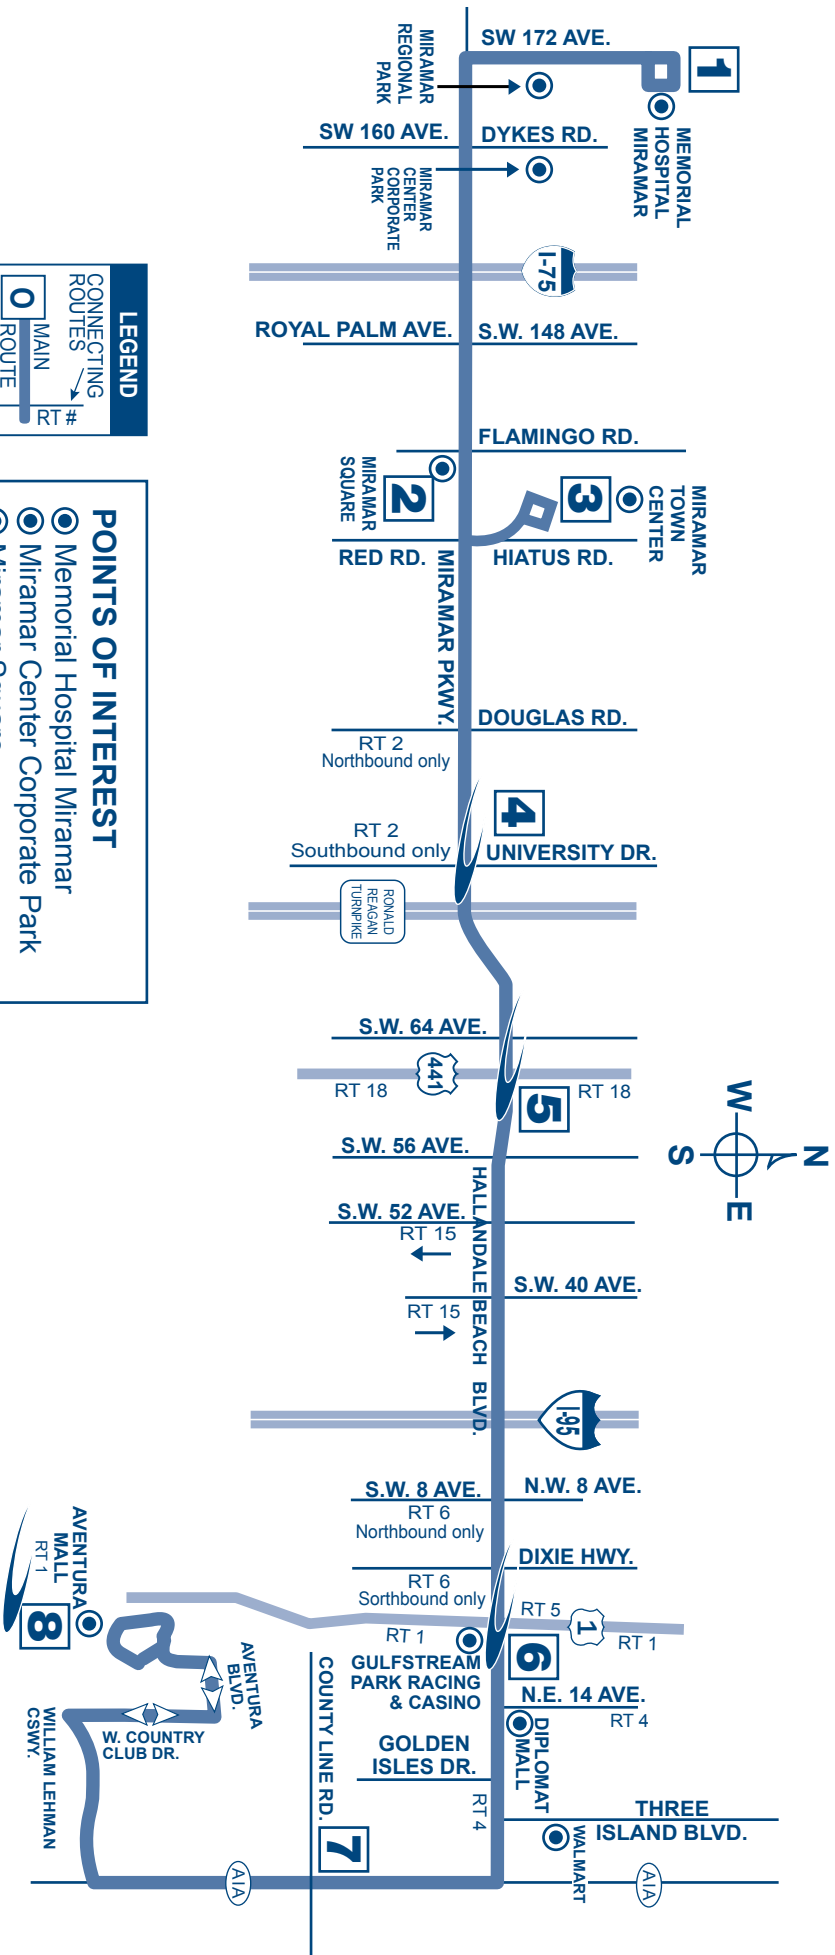 SW 172 AVE.
1
MEMORIAL
HOSPITAL
MIRAMAR
MIRAMAR
REGIONAL
PARK
SW 160 AVE.
DYKES RD.
MIRAMAR
CENTER
CORPORATE
PARK
I-75
ROYAL PALM AVE.
S.W. 148 AVE.
FLAMINGO RD.
MIRAMAR
SQUARE
2
3
MIRAMAR
TOWN
CENTER
RED RD.
HIATUS RD.
MIRAMAR PKWY.
DOUGLAS RD.
RT 2
Northbound only
4
RT 2
Southbound only
UNIVERSITY DR.
RONALD
REAGAN
TURNPIKE
S.W. 64 AVE.
441
RT 18
RT 18
5
S.W. 56 AVE.
S.W. 52 AVE.
RT 15
HALLANDALE BEACH BLVD.
S.W. 40 AVE.
RT 15
I-95
S.W. 8 AVE.
N.W. 8 AVE.
RT 6
Northbound only
DIXIE HWY.
RT 6
Sorthbound only
RT 5
1
RT 1
RT 1
6
GULFSTREAM
PARK RACING
& CASINO
N.E. 14 AVE.
RT 4
DIPLOMAT
MALL
GOLDEN
ISLES DR.
RT 4
THREE
ISLAND BLVD.
WALMART
A1A
A1A
COUNTY LINE RD.
7
WILLIAM LEHMAN
CSWY.
W. COUNTRY
CLUB DR.
AVENTURA
BLVD.
AVENTURA
MALL
RT 1
8
N
W
E
S
LEGEND
CONNECTING
ROUTES
RT #
0
MAIN
ROUTE
POINTS OF INTEREST
Memorial Hospital Miramar
Miramar Center Corporate Park
Miramar Square